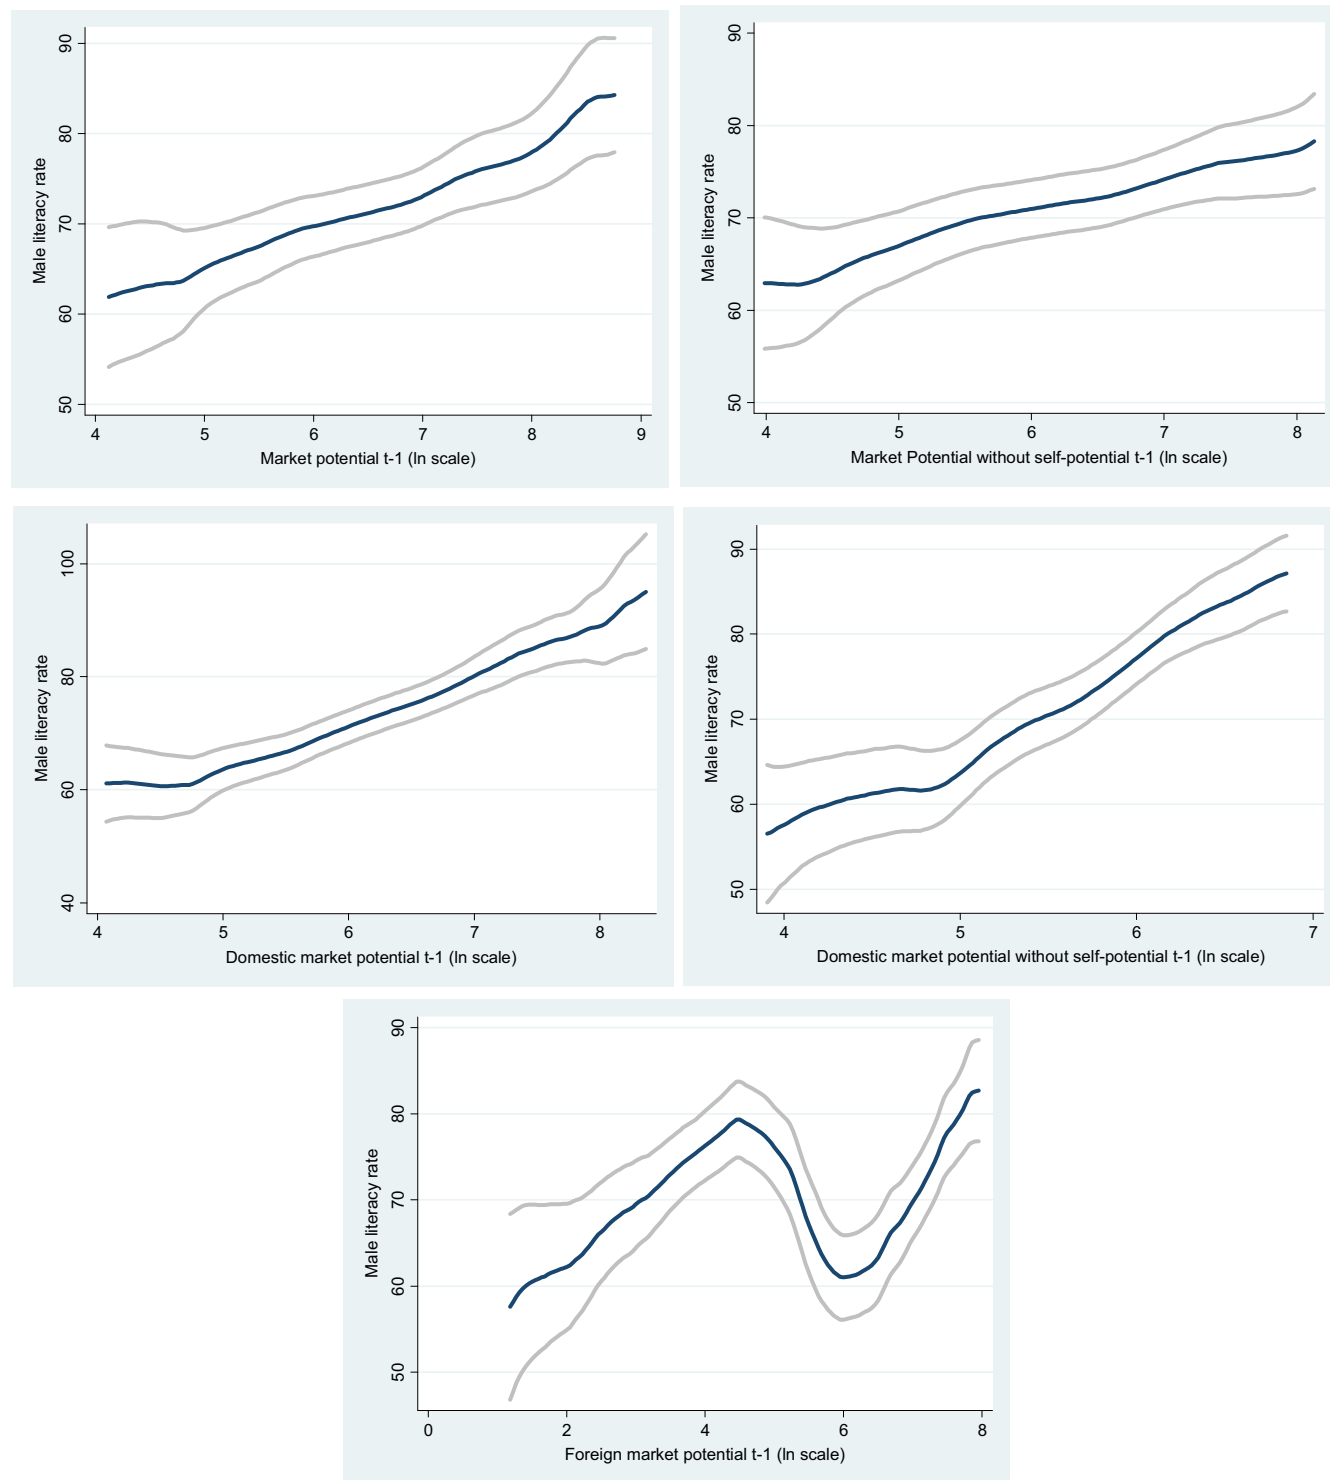 90
80
70
60
50
Male literacy rate
4 5 6 7 8 9
Market potential t-1 (ln scale)
90
80
70
60
50
Male literacy rate
4 5 6 7 8
Market Potential without self-potential t-1 (ln scale)
100
80
60
40
Male literacy rate
4 5 6 7 8
Domestic market potential t-1 (ln scale)
90
80
70
60
50
Male literacy rate
4 5 6 7
Domestic market potential without self-potential t-1 (ln scale)
90
80
70
60
50
Male literacy rate
0 2 4 6 8
Foreign market potential t-1 (ln scale)